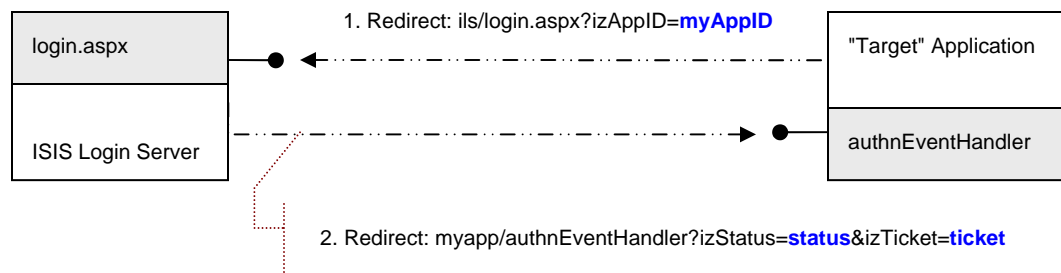 1. Redirect: ils/login.aspx?izAppID=myAppID
login.aspx
"Target" Application
ISIS Login Server
authnEventHandler
2. Redirect: myapp/authnEventHandler?izStatus=status&izTicket=ticket